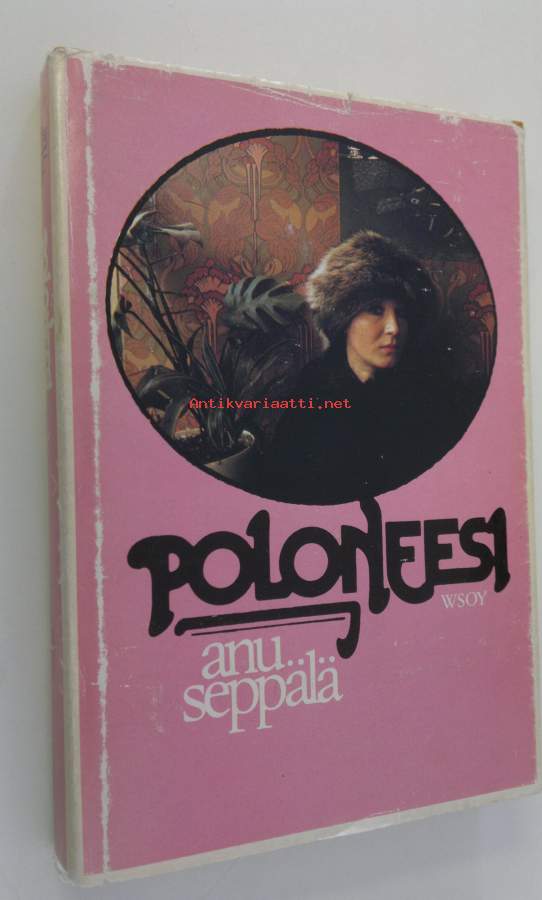 Antikvariaatti.net
POLONEESI
WSOY
anu
seppälä